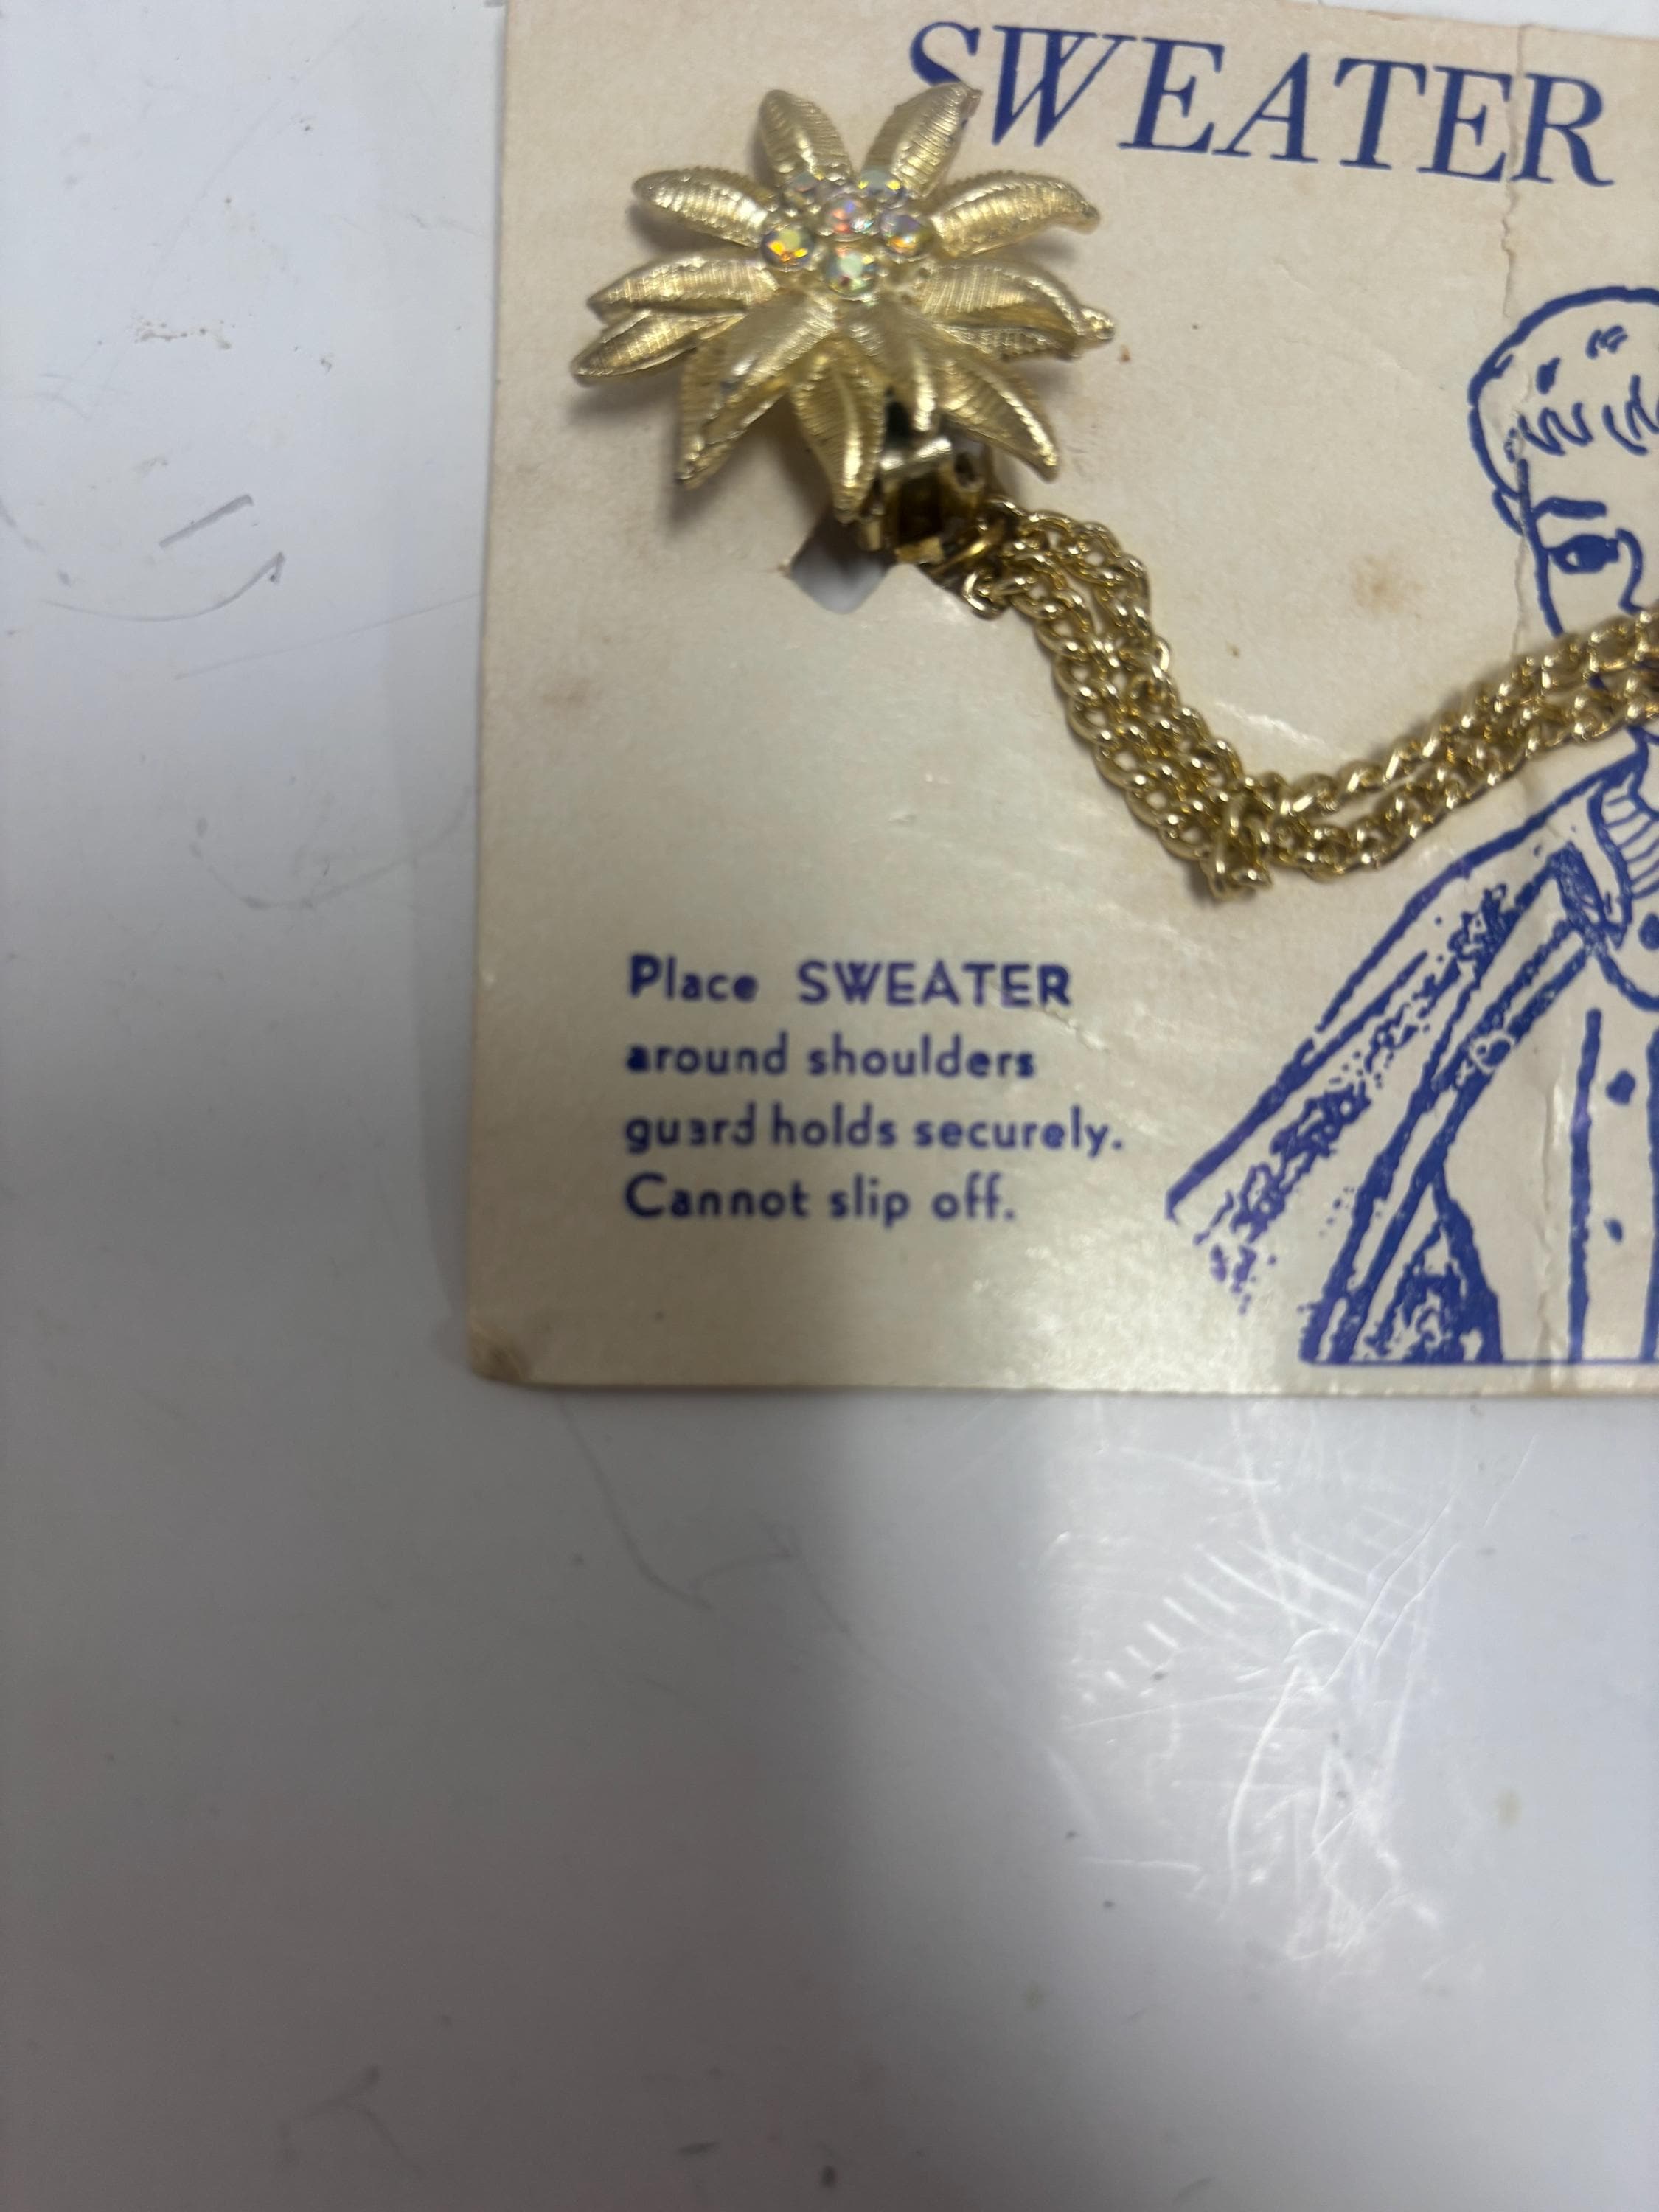 SWEATER
Place SWEATER
around shoulders
guard holds securely.
Cannot slip off.